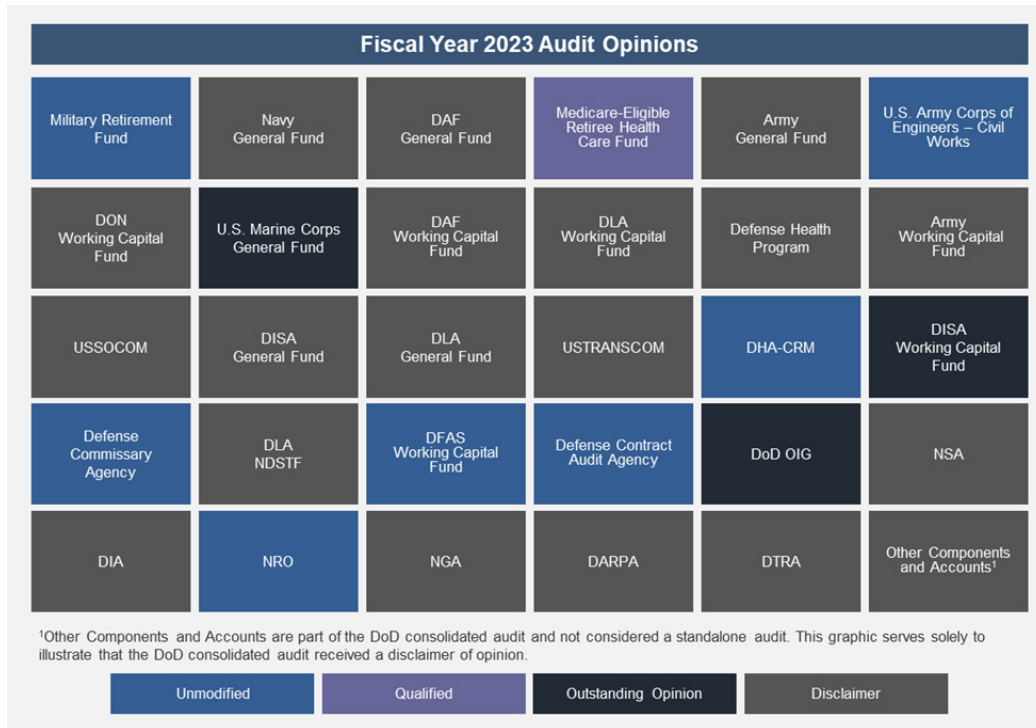 Fiscal Year 2023 Audit Opinions
Military Retirement
Fund
Navy
General Fund
DAF
General Fund
Medicare-Eligible
Retiree Health
Care Fund
Army
General Fund
U.S. Army Corps of
Engineers – Civil
Works
DON
Working Capital
Fund
U.S. Marine Corps
General Fund
DAF
Working Capital
Fund
DLA
Working Capital
Fund
Defense Health
Program
Army
Working Capital
Fund
USSOCOM
DISA
General Fund
DLA
General Fund
USTRANSCOM
DHA-CRM
DISA
Working Capital
Fund
Defense
Commissary
Agency
DLA
NDSTF
DFAS
Working Capital
Fund
Defense Contract
Audit Agency
DoD OIG
NSA
DIA
NRO
NGA
DARPA
DTRA
Other Components
and Accounts¹
¹Other Components and Accounts are part of the DoD consolidated audit and not considered a standalone audit. This graphic serves solely to
illustrate that the DoD consolidated audit received a disclaimer of opinion.
Unmodified
Qualified
Outstanding Opinion
Disclaimer